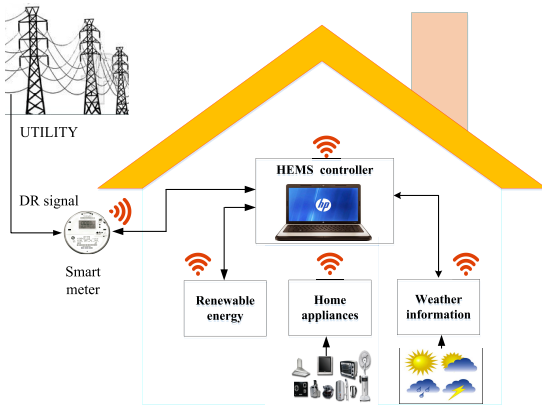 UTILITY
DR signal
Smart
meter
HEMS controller
hp
Renewable
energy
Home
appliances
Weather
information